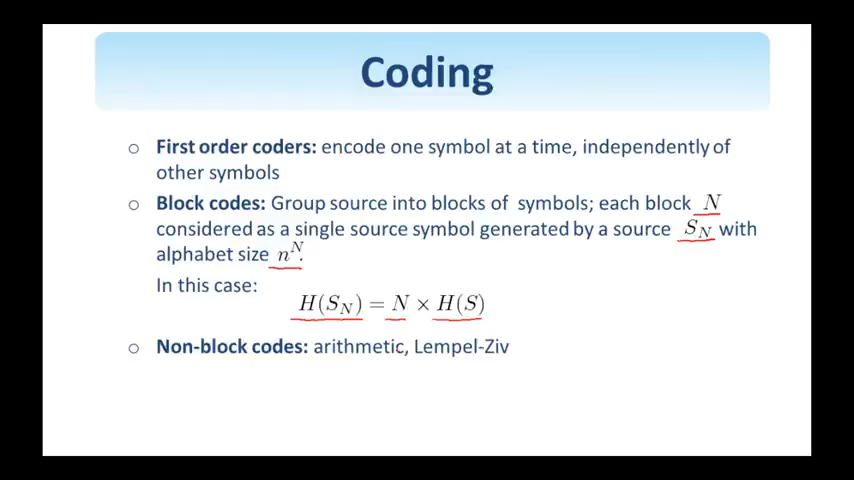 Coding
○ First order coders: encode one symbol at a time, independently of
other symbols
○ Block codes: Group source into blocks of symbols; each block N
considered as a single source symbol generated by a source S_N with
alphabet size n^N.
In this case:
H(S_N) = N × H(S)
○ Non-block codes: arithmetic, Lempel-Ziv